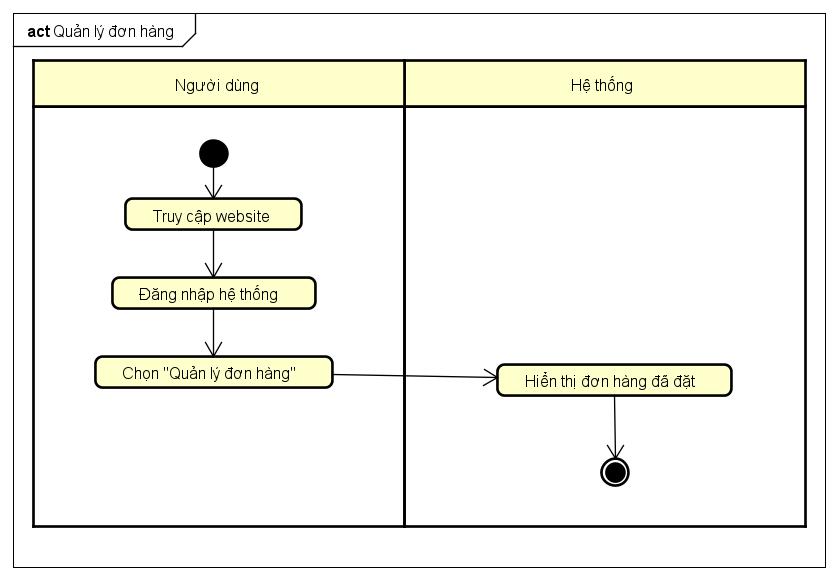 act Quản lý đơn hàng
Người dùng
Hệ thống
Truy cập website
Đăng nhập hệ thống
Chọn "Quản lý đơn hàng"
Hiển thị đơn hàng đã đặt